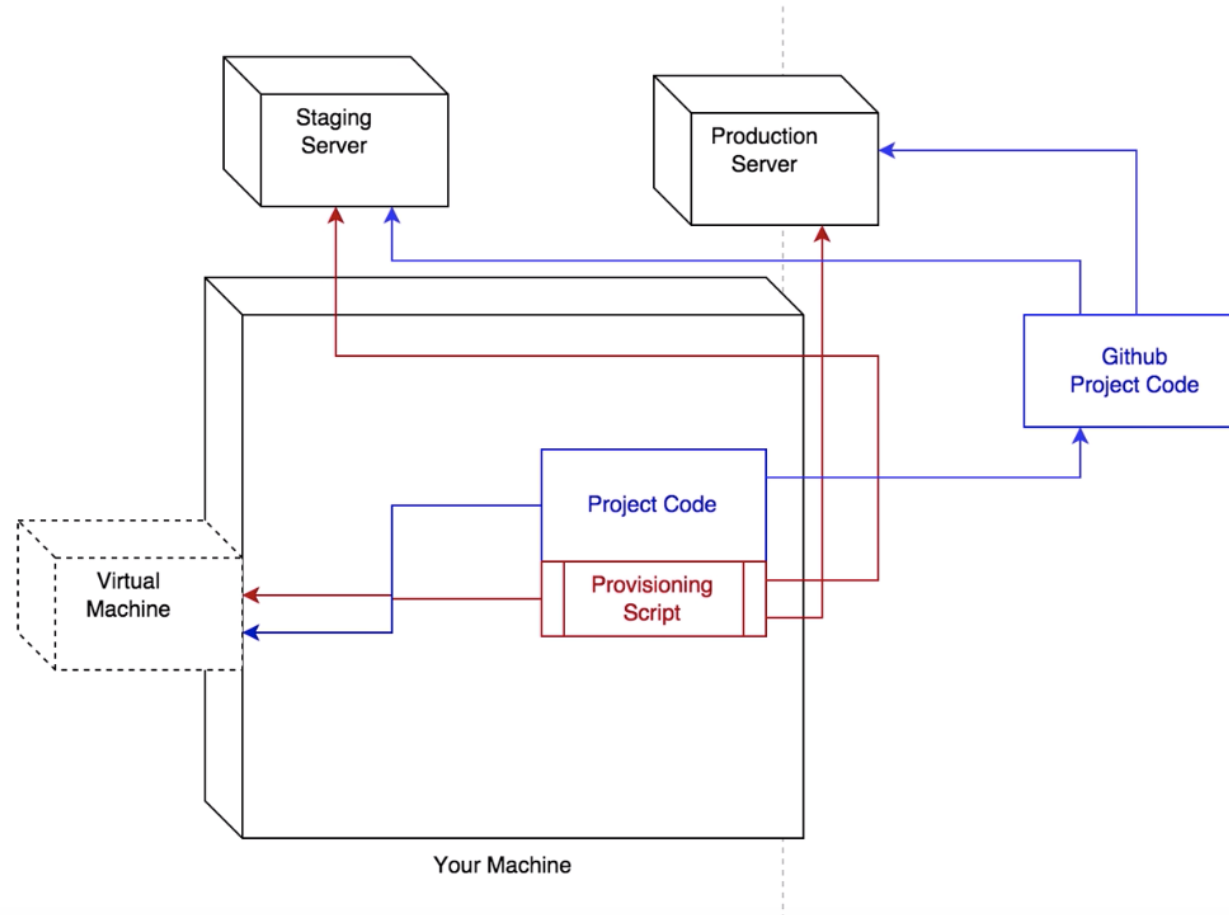 Staging
Server
Production
Server
Github
Project Code
Project Code
Virtual
Machine
Provisioning
Script
Your Machine